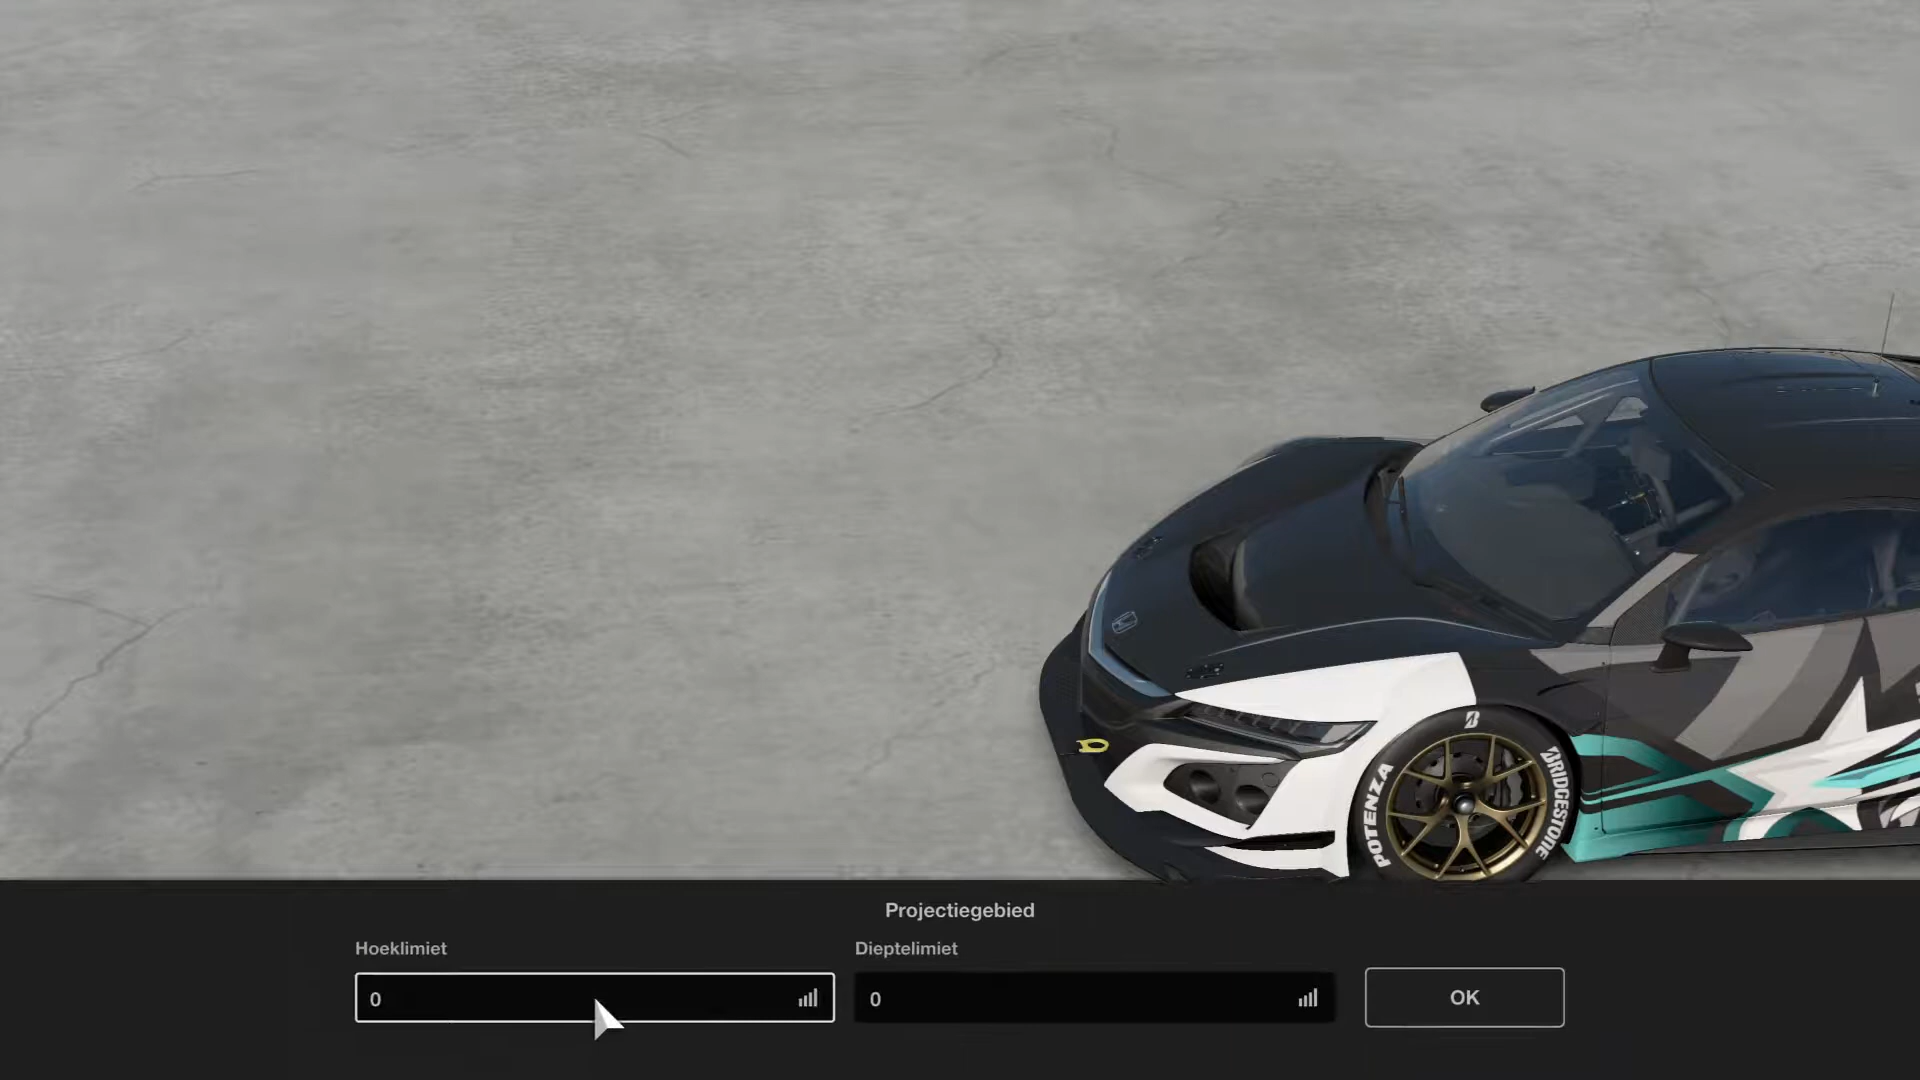 POTENZA
B
BRIDGESTONE
Projectiegebied
Hoeklimiet
Dieptelimiet
0
0
OK